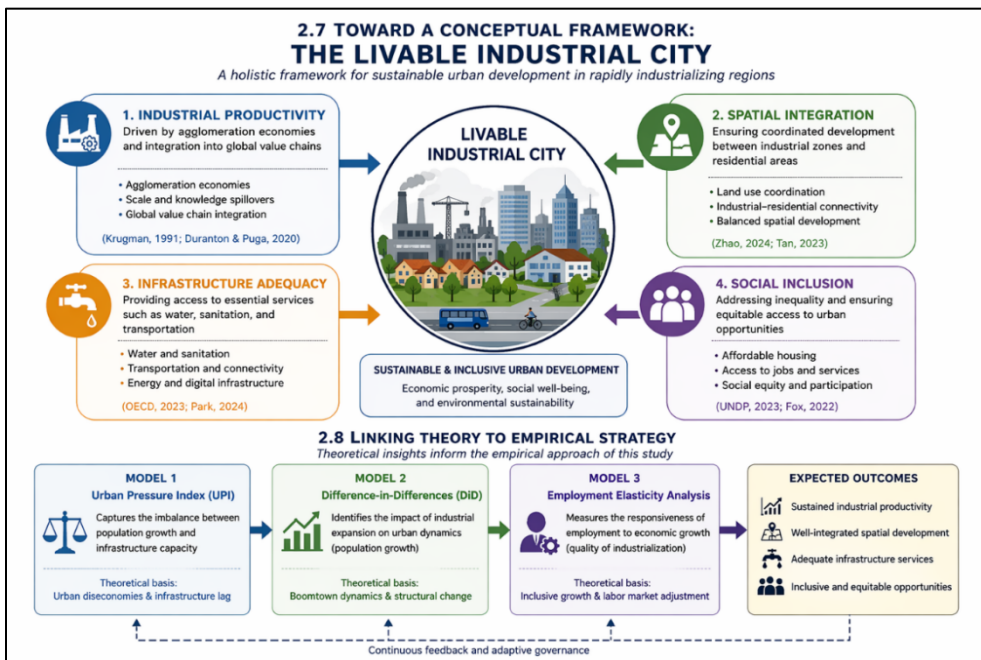 2.7 TOWARD A CONCEPTUAL FRAMEWORK:
THE LIVABLE INDUSTRIAL CITY
A holistic framework for sustainable urban development in rapidly industrializing regions
1. INDUSTRIAL PRODUCTIVITY
Driven by agglomeration economies
and integration into global value chains
• Agglomeration economies
• Scale and knowledge spillovers
• Global value chain integration
(Krugman, 1991; Duranton & Puga, 2020)
LIVABLE
INDUSTRIAL CITY
2. SPATIAL INTEGRATION
Ensuring coordinated development
between industrial zones and
residential areas
• Land use coordination
• Industrial–residential connectivity
• Balanced spatial development
(Zhao, 2024; Tan, 2023)
3. INFRASTRUCTURE ADEQUACY
Providing access to essential services
such as water, sanitation, and
transportation
• Water and sanitation
• Transportation and connectivity
• Energy and digital infrastructure
(OECD, 2023; Park, 2024)
SUSTAINABLE & INCLUSIVE URBAN DEVELOPMENT
Economic prosperity, social well-being,
and environmental sustainability
4. SOCIAL INCLUSION
Addressing inequality and ensuring
equitable access to urban
opportunities
• Affordable housing
• Access to jobs and services
• Social equity and participation
(UNDP, 2023; Fox, 2022)
2.8 LINKING THEORY TO EMPIRICAL STRATEGY
Theoretical insights inform the empirical approach of this study
MODEL 1
Urban Pressure Index (UPI)
Captures the imbalance between
population growth and
infrastructure capacity
Theoretical basis:
Urban diseconomies & infrastructure lag
MODEL 2
Difference-in-Differences (DiD)
Identifies the impact of industrial
expansion on urban dynamics
(population growth)
Theoretical basis:
Boomtown dynamics & structural change
MODEL 3
Employment Elasticity Analysis
Measures the responsiveness of
employment to economic growth
(quality of industrialization)
Theoretical basis:
Inclusive growth & labor market adjustment
EXPECTED OUTCOMES
Sustained industrial productivity
Well-integrated spatial development
Adequate infrastructure services
Inclusive and equitable opportunities
Continuous feedback and adaptive governance